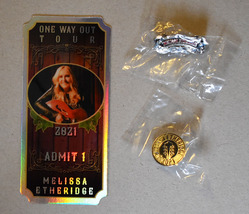 ONE WAY OUT
TOUR
2021
ADMIT 1
MELISSA
ETHERIDGE